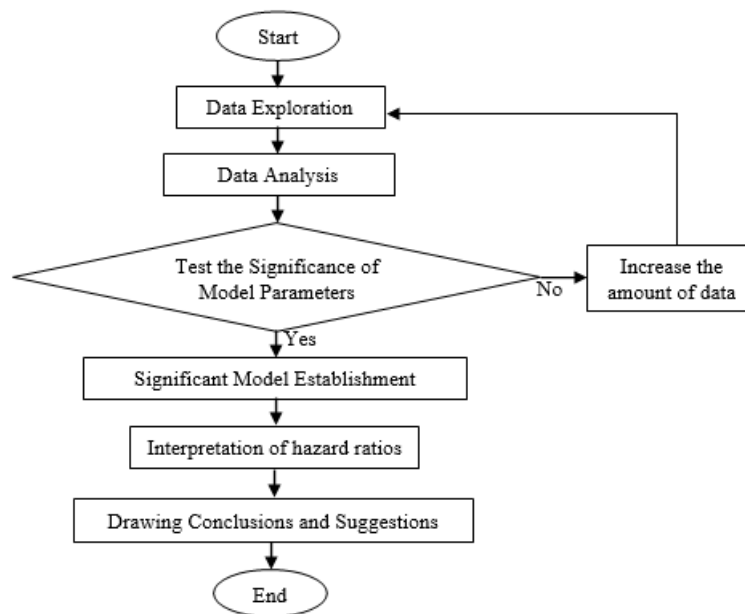 Start
Data Exploration
Data Analysis
Test the Significance of
Model Parameters
No
Increase the
amount of data
Yes
Significant Model Establishment
Interpretation of hazard ratios
Drawing Conclusions and Suggestions
End